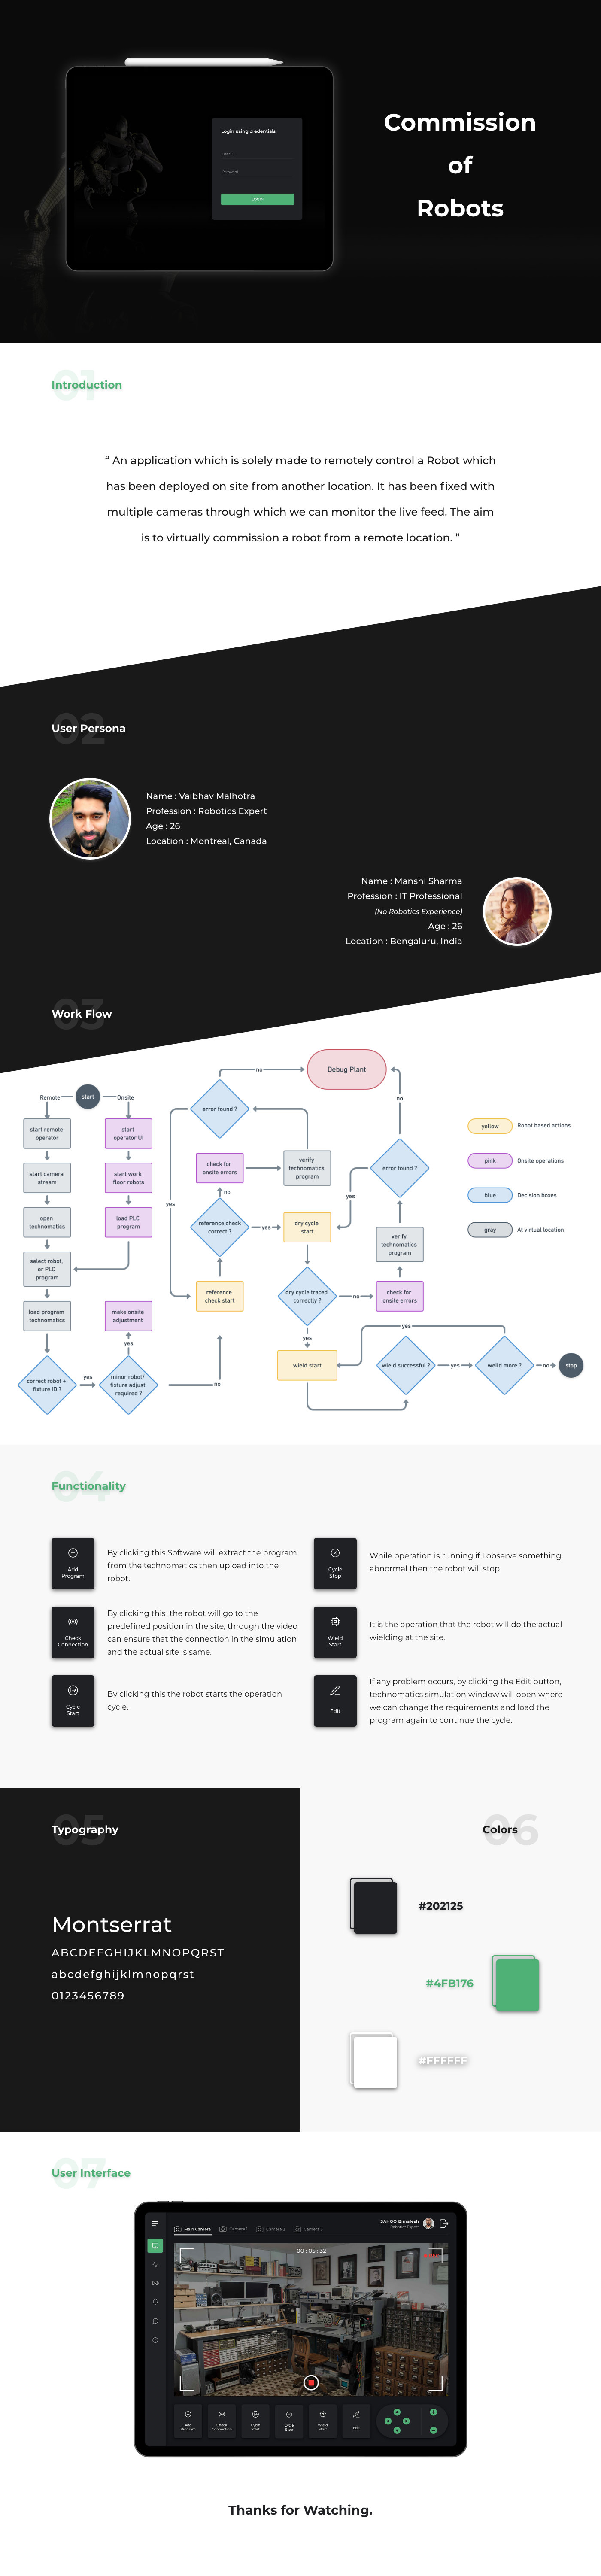 Login using credentials
User ID
Password
LOGIN
Commission
of
Robots
01
Introduction
“ An application which is solely made to remotely control a Robot which
has been deployed on site from another location. It has been fixed with
multiple cameras through which we can monitor the live feed. The aim
is to virtually commission a robot from a remote location. ”
02
User Persona
Name : Vaibhav Malhotra
Profession : Robotics Expert
Age : 26
Location : Montreal, Canada
Name : Manshi Sharma
Profession : IT Professional
(No Robotics Experience)
Age : 26
Location : Bengaluru, India
03
Work Flow
Remote
start
Onsite
start remote
operator
start camera
stream
open
technomatics
select robot,
or PLC
program
load program
technomatics
correct robot +
fixture ID ?
yes
start
operator UI
start work
floor robots
load PLC
program
make onsite
adjustment
yes
minor robot/
fixture adjust
required ?
no
no
Debug Plant
error found ?
yes
check for
onsite errors
verify
technomatics
program
no
reference check
correct ?
yes
dry cycle
start
reference
check start
no
error found ?
yes
verify
technomatics
program
dry cycle traced
correctly ?
no
check for
onsite errors
yes
yes
wield start
wield successful ?
yes
weild more ?
no
stop
yellow
Robot based actions
pink
Onsite operations
blue
Decision boxes
gray
At virtual location
04
Functionality
Add
Program
By clicking this Software will extract the program
from the technomatics then upload into the
robot.
Check
Connection
By clicking this the robot will go to the
predefined position in the site, through the video
can ensure that the connection in the simulation
and the actual site is same.
Cycle
Start
By clicking this the robot starts the operation
cycle.
Cycle
Stop
While operation is running if I observe something
abnormal then the robot will stop.
Wield
Start
It is the operation that the robot will do the actual
wielding at the site.
Edit
If any problem occurs, by clicking the Edit button,
technomatics simulation window will open where
we can change the requirements and load the
program again to continue the cycle.
05
Typography
Montserrat
ABCDEFGHIJKLMNOPQRST
abcdefghijklmnopqrst
0123456789
06
Colors
#202125
#4FB176
#FFFFFF
07
User Interface
Main Camera
Camera 1
Camera 2
Camera 3
SAHOO Bimalesh
Robotics Expert
00 : 05 : 32
Add
Program
Check
Connection
Cycle
Start
Cycle
Stop
Wield
Start
Edit
Thanks for Watching.